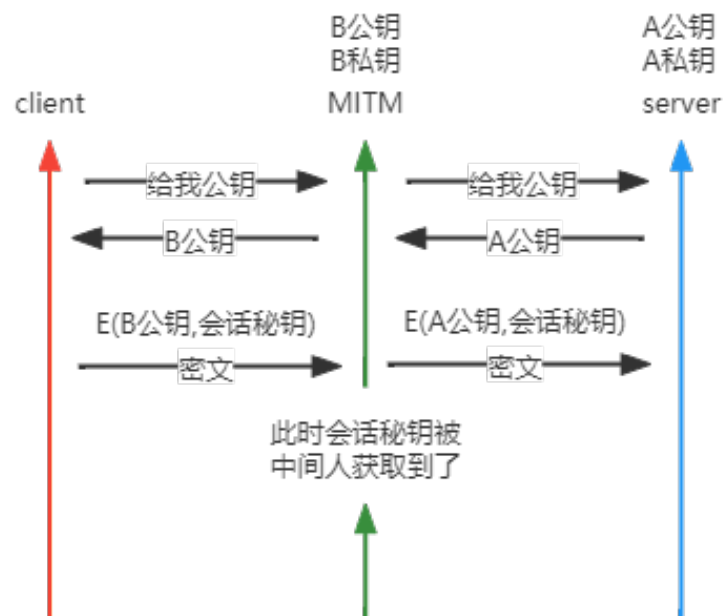 B公钥
B私钥
A公钥
A私钥
client
MITM
server
给我公钥
给我公钥
B公钥
A公钥
E(B公钥,会话秘钥)
E(A公钥,会话秘钥)
密文
密文
此时会话秘钥被
中间人获取到了